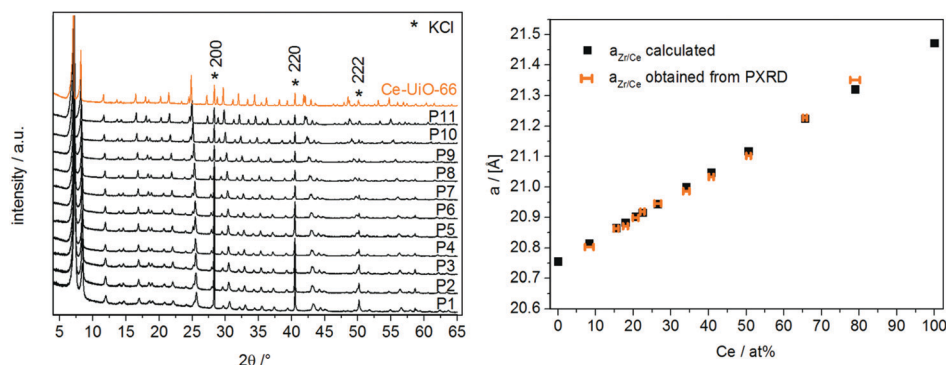 * KCl
200
220
222
* * *
Ce-UiO-66
P11
P10
P9
P8
P7
P6
P5
P4
P3
P2
P1
intensity / a.u.
5 10 15 20 25 30 35 40 45 50 55 60 65
2θ /°
a_Zr/Ce calculated
a_Zr/Ce obtained from PXRD
21.5
21.4
21.3
21.2
21.1
21.0
20.9
20.8
20.7
20.6
a / [Å]
0 10 20 30 40 50 60 70 80 90 100
Ce / at%